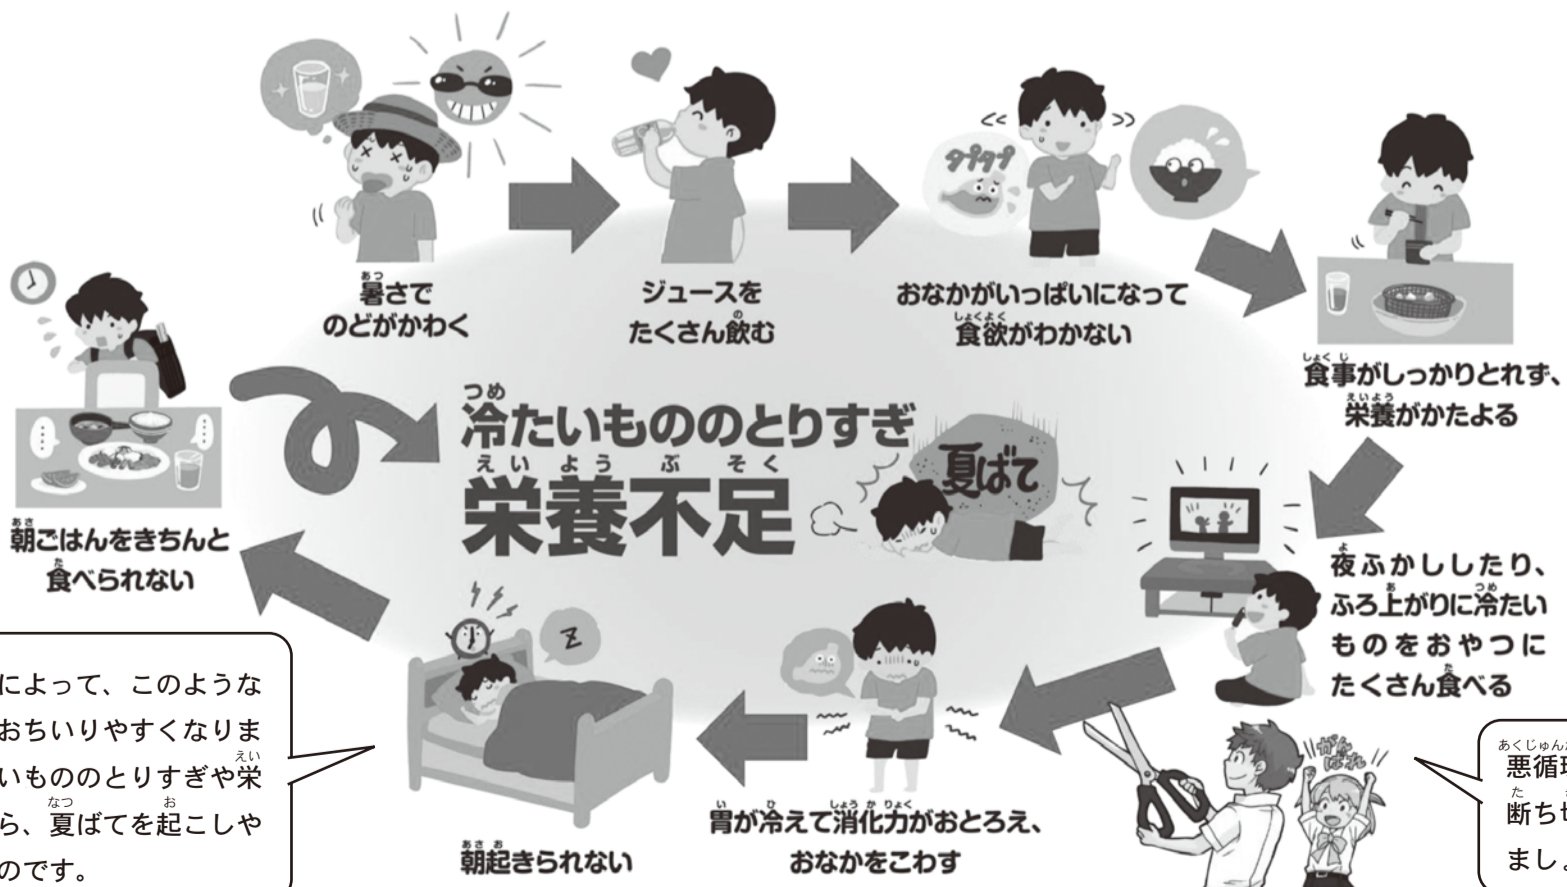 暑さで
のどがかわく
ジュースを
たくさん飲む
タプタプ
おなかがいっぱいになって
食欲がわかない
食事がしっかりとれず、
栄養がかたよる
夜ふかししたり、
ふろ上がりに冷たい
ものをおやつに
たくさん食べる
胃が冷えて消化力がおとろえ、
おなかをこわす
Z
朝起きられない
朝ごはんをきちんと
食べられない
冷たいもののとりすぎ
栄養不足
夏ばて
によって、このような
おちいりやすくなりま
いもののとりすぎや栄
ら、夏ばてを起こしや
のです。
がん
ばれ
悪循
断ち
まし